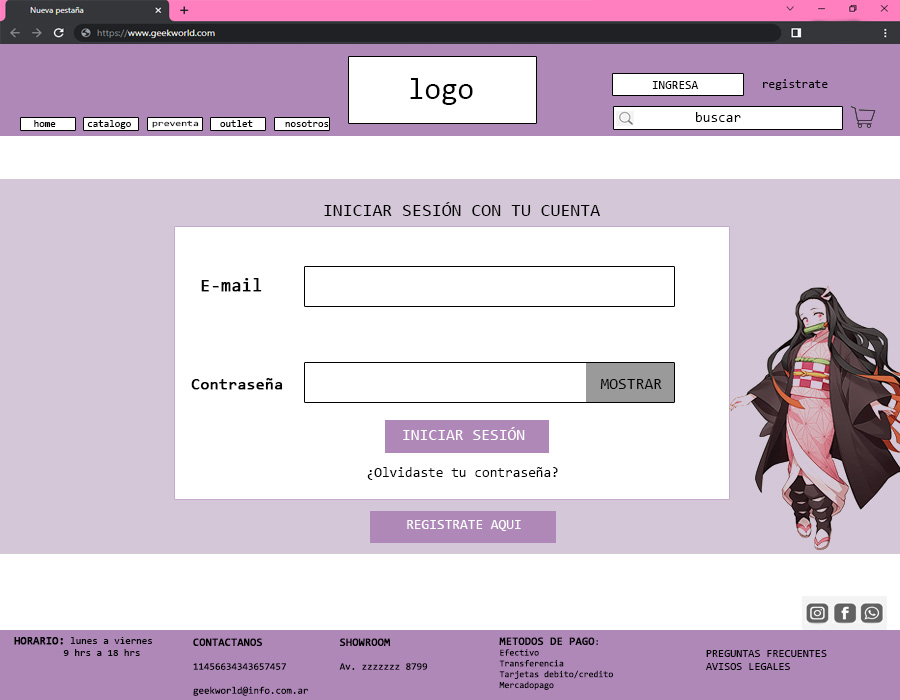 Nueva pestaña
https://www.geekworld.com
logo
INGRESA
registrate
buscar
home
catalogo
preventa
outlet
nosotros
INICIAR SESIÓN CON TU CUENTA
E-mail
Contraseña
MOSTRAR
INICIAR SESIÓN
¿Olvidaste tu contraseña?
REGISTRATE AQUI
HORARIO: lunes a viernes
9 hrs a 18 hrs
CONTACTANOS
11456634343657457
geekworld@info.com.ar
SHOWROOM
Av. zzzzzzz 8799
METODOS DE PAGO:
Efectivo
Transferencia
Tarjetas debito/credito
Mercadopago
PREGUNTAS FRECUENTES
AVISOS LEGALES